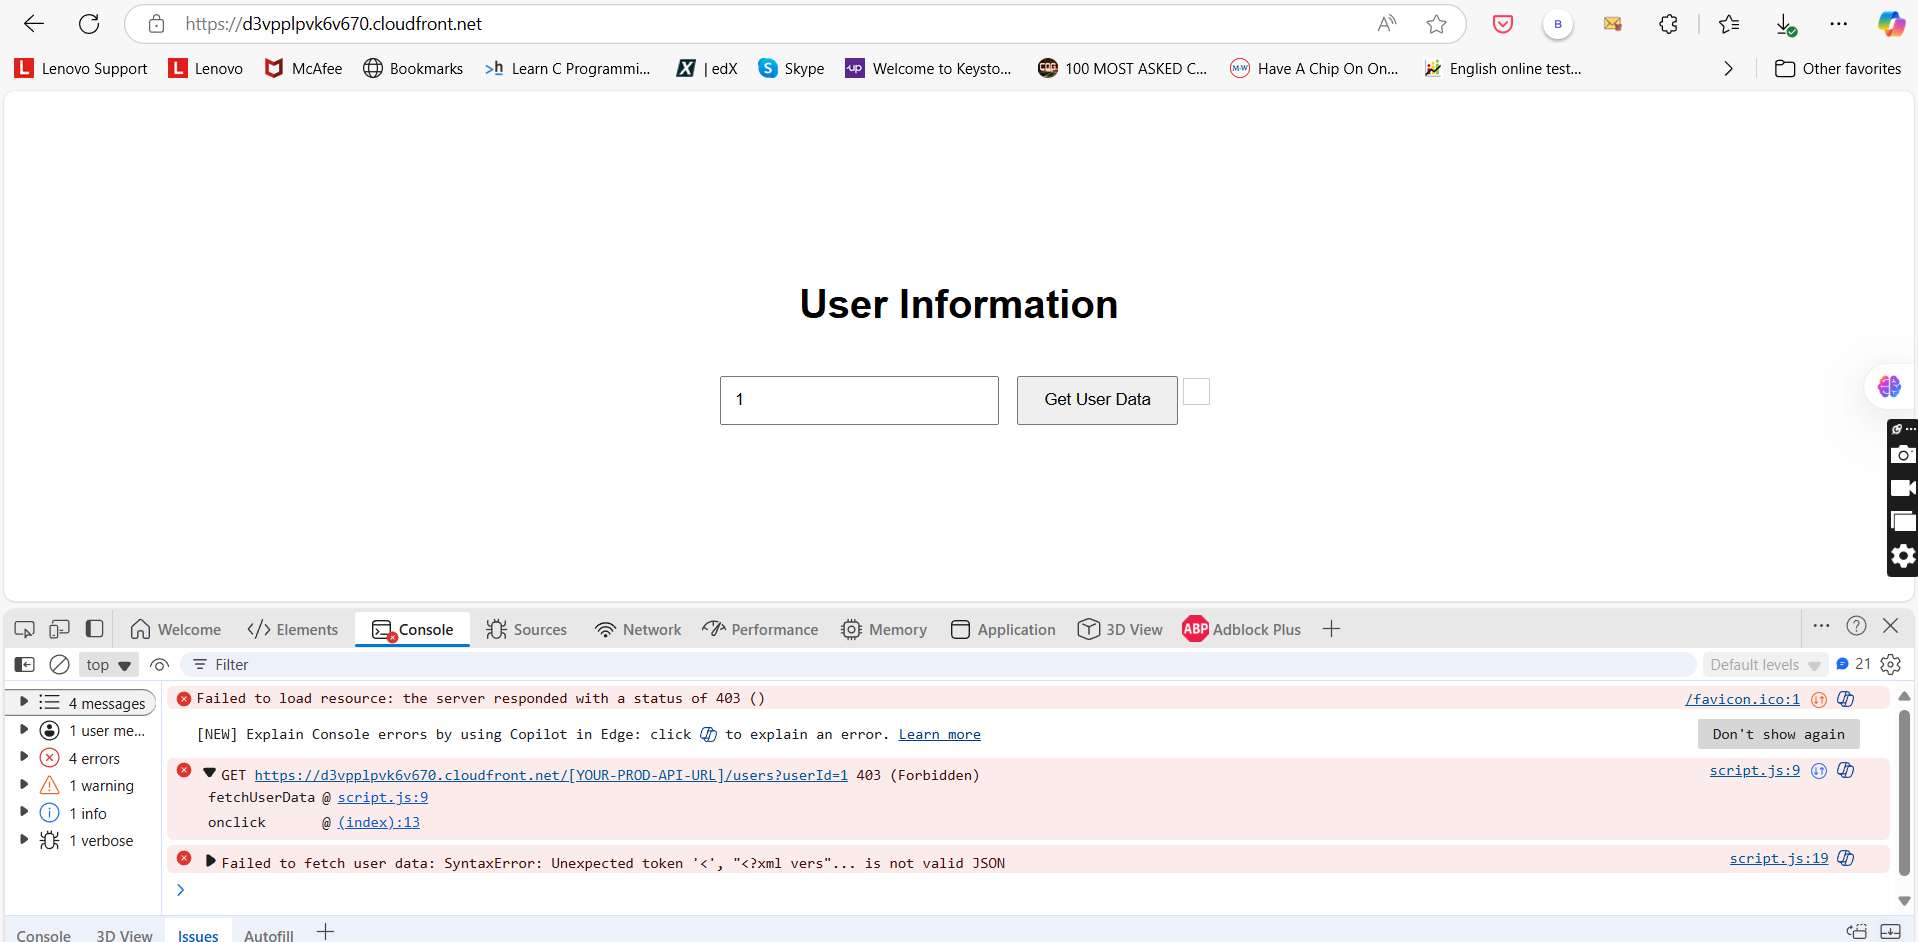 https://d3vpplpvk6v670.cloudfront.net
A))
B
Lenovo Support
Lenovo
McAfee
Bookmarks
>h Learn C Programmi...
X | edX
Skype
up Welcome to Keysto...
100 MOST ASKED C...
M-W Have A Chip On On...
English online test...
Other favorites
User Information
1
Get User Data
Welcome
Elements
Console
Sources
Network
Performance
Memory
Application
3D View
ABP Adblock Plus
top
Filter
Default levels
21
4 messages
1 user me...
4 errors
1 warning
1 info
1 verbose
Failed to load resource: the server responded with a status of 403 () /favicon.ico:1
[NEW] Explain Console errors by using Copilot in Edge: click to explain an error. Learn more
Don't show again
GET https://d3vpplpvk6v670.cloudfront.net/[YOUR-PROD-API-URL]/users?userId=1 403 (Forbidden) script.js:9
fetchUserData @ script.js:9
onclick @ (index):13
Failed to fetch user data: SyntaxError: Unexpected token '<', "<?xml vers"... is not valid JSON script.js:19
Console
3D View
Issues
Autofill